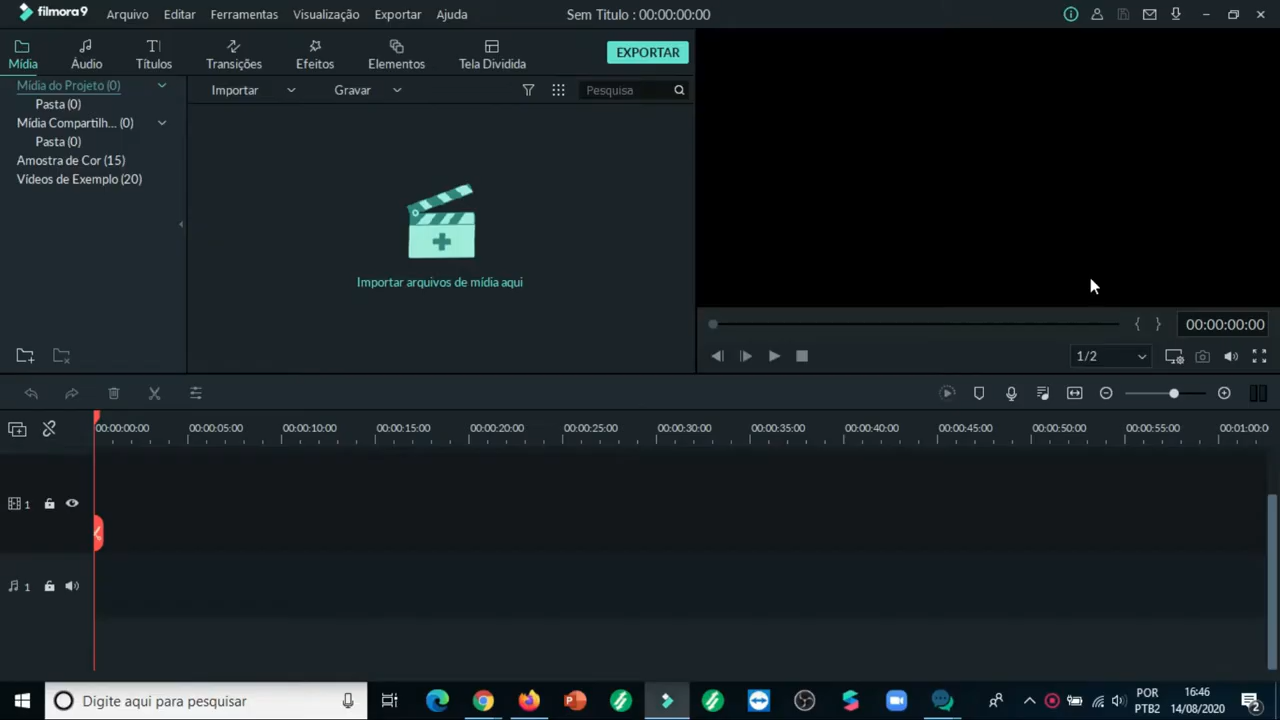 filmora9 Arquivo Editar Ferramentas Visualização Exportar Ajuda Sem Titulo : 00:00:00:00
Mídia Áudio Títulos Transições Efeitos Elementos Tela Dividida EXPORTAR
Mídia do Projeto (0)
Pasta (0)
Mídia Compartilh... (0)
Pasta (0)
Amostra de Cor (15)
Vídeos de Exemplo (20)
Importar Gravar Pesquisa
Importar arquivos de mídia aqui
{ } 00:00:00:00
1/2
00:00:00:00 00:00:05:00 00:00:10:00 00:00:15:00 00:00:20:00 00:00:25:00 00:00:30:00 00:00:35:00 00:00:40:00 00:00:45:00 00:00:50:00 00:00:55:00 00:01:00:0
1
1
Digite aqui para pesquisar
POR
PTB2
16:46
14/08/2020
2